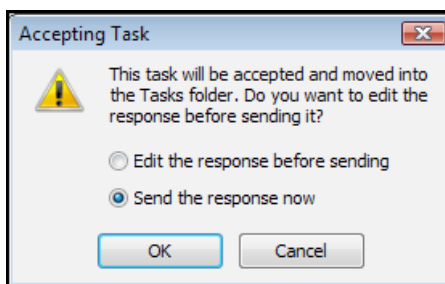 Accepting Task
This task will be accepted and moved into
the Tasks folder. Do you want to edit the
response before sending it?
Edit the response before sending
Send the response now
OK
Cancel